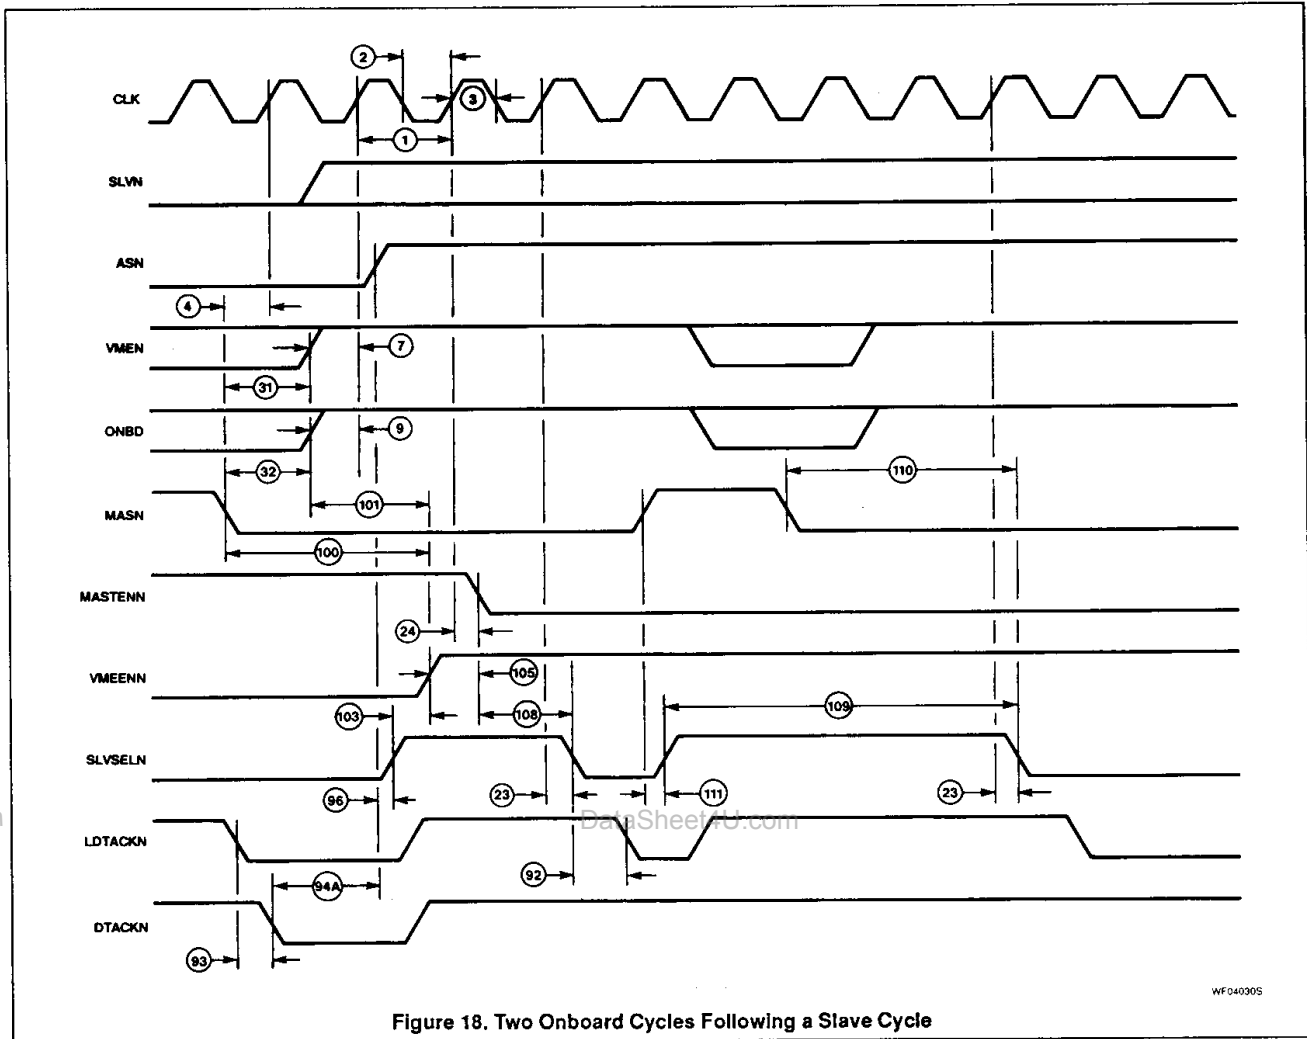 2
CLK
3
1
SLVN
ASN
4
VMEN
7
31
ONBD
9
32
110
101
MASN
100
MASTENN
24
VMEENN
105
103
108
109
SLVSELN
96
23
111
23
DataSheet4U.com
LDTACKN
92
94A
DTACKN
93
WF04030S
Figure 18. Two Onboard Cycles Following a Slave Cycle